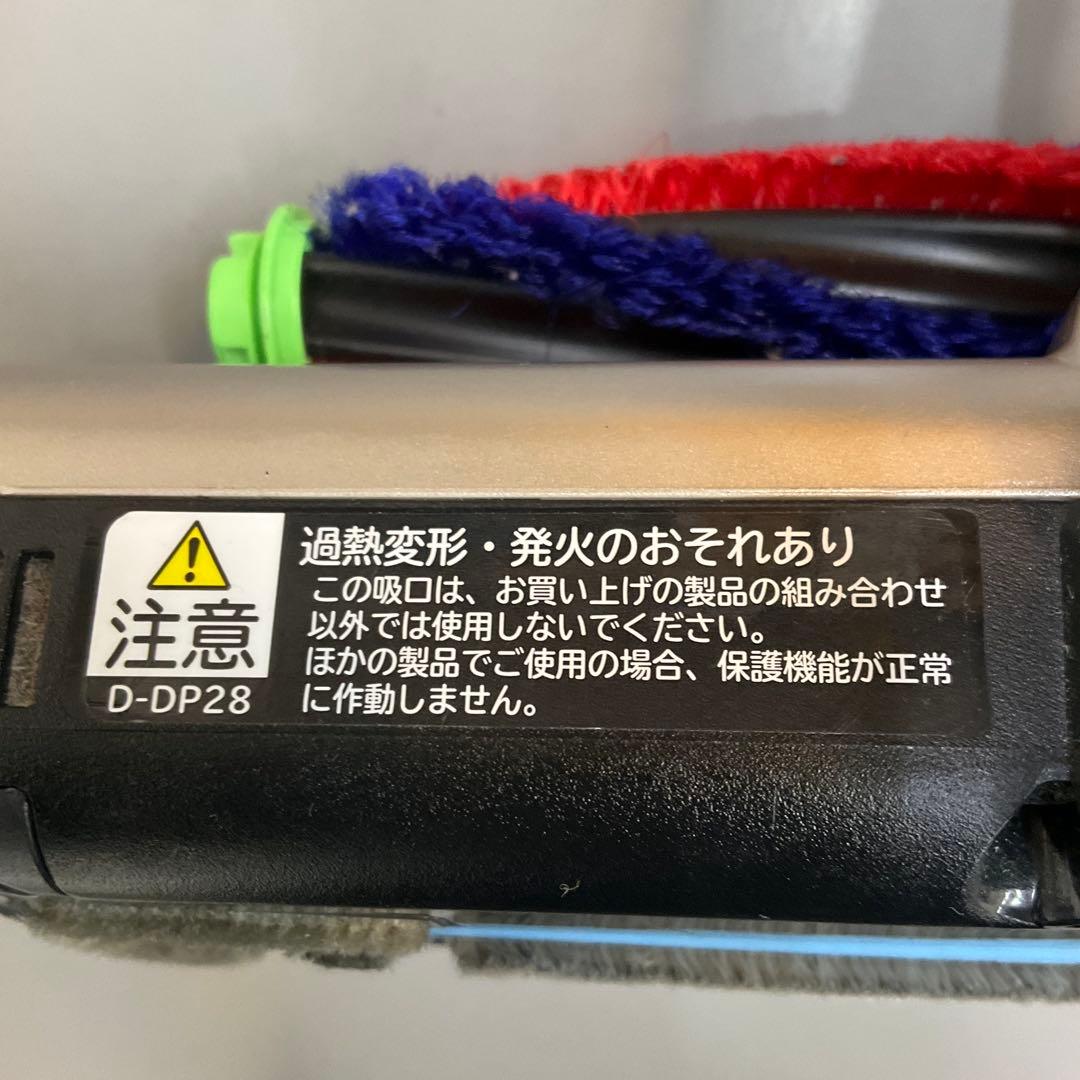 注意
D-DP28
過熱変形・発火のおそれあり
この吸口は、お買い上げの製品の組み合わせ
以外では使用しないでください。
ほかの製品でご使用の場合、保護機能が正常
に作動しません。